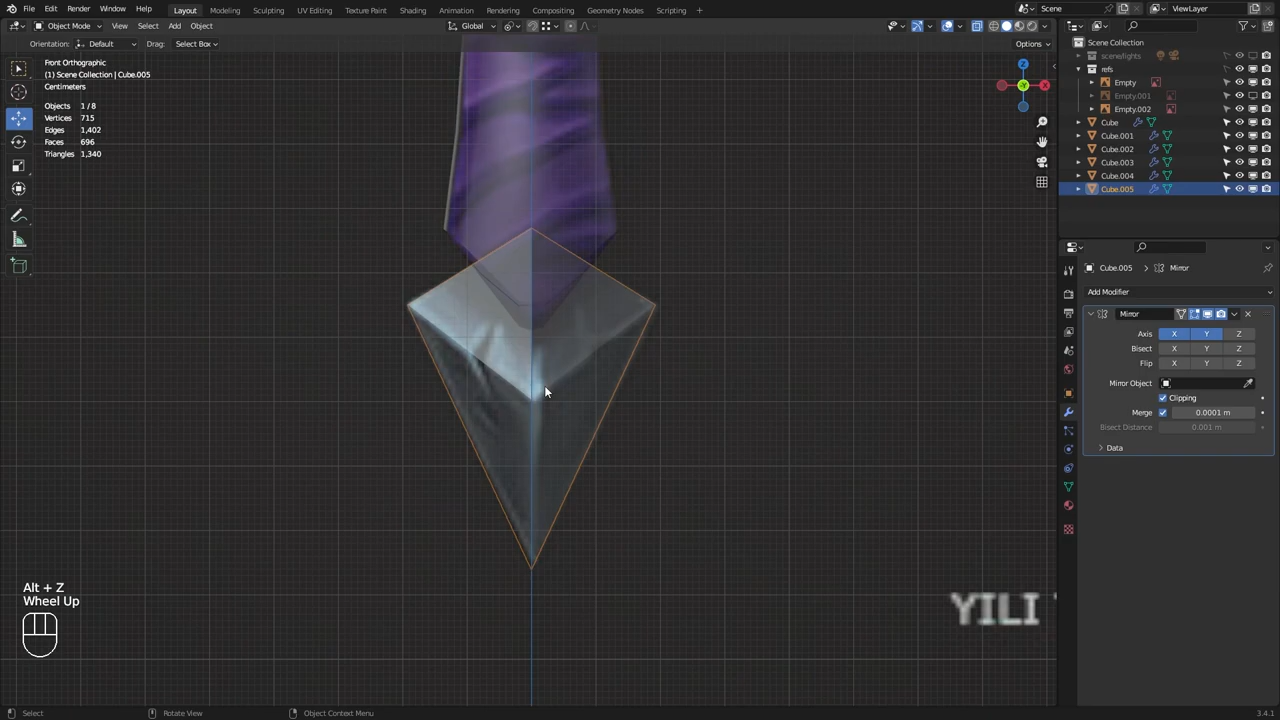 File Edit Render Window Help Layout Modeling Sculpting UV Editing Texture Paint Shading Animation Rendering Compositing Geometry Nodes Scripting Scene ViewLayer
Object Mode View Select Add Object Global
Orientation: Default Drag: Select Box Options
Front Orthographic
(1) Scene Collection | Cube.005
Centimeters
Objects 1 / 8
Vertices 715
Edges 1,402
Faces 696
Triangles 1,340
Z
Y
X
Scene Collection
scene/lights
refs
Empty
Empty.001
Empty.002
Cube
Cube.001
Cube.002
Cube.003
Cube.004
Cube.005
Cube.005 Mirror
Add Modifier
Mirror
Axis X Y Z
Bisect X Y Z
Flip X Y Z
Mirror Object
Clipping
Merge 0.0001 m
Bisect Distance 0.001 m
Data
Alt + Z
Wheel Up
YILI
Select Rotate View Object Context Menu 3.4.1